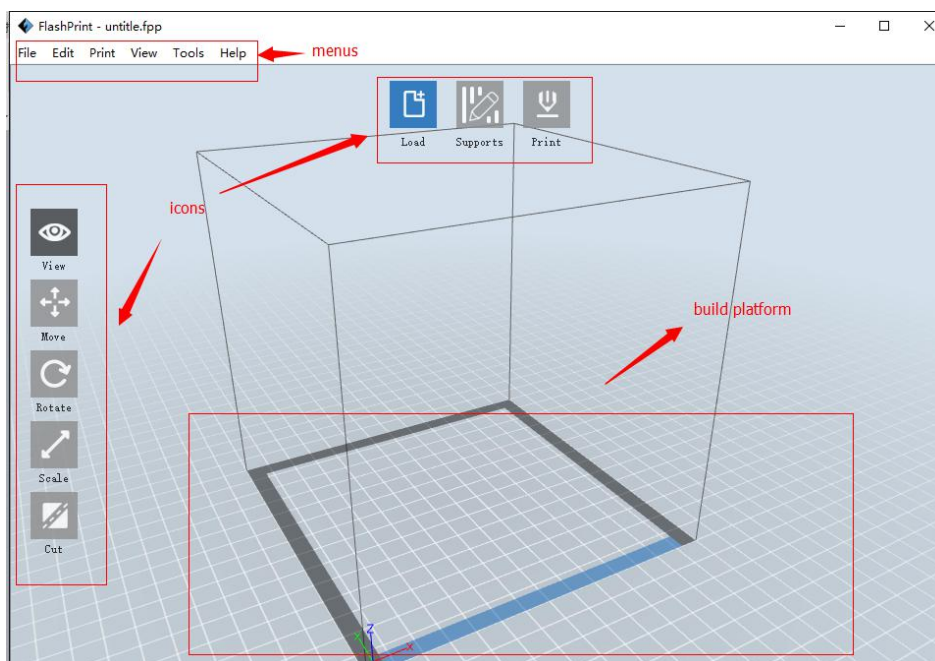 FlashPrint - untitle.fpp
File Edit Print View Tools Help
menus
Load Supports Print
icons
View
Move
build platform
Rotate
Scale
Cut
Z
X